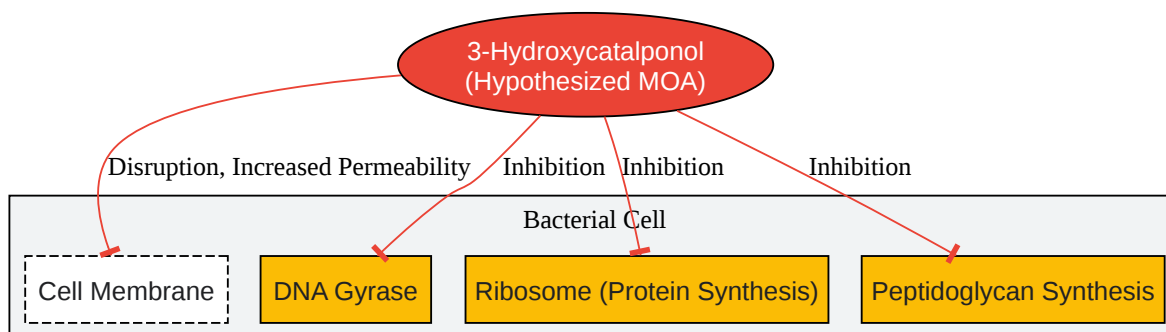 3-Hydroxycatalponol
(Hypothesized MOA)
Disruption, Increased Permeability
Inhibition
Inhibition
Inhibition
Bacterial Cell
Cell Membrane
DNA Gyrase
Ribosome (Protein Synthesis)
Peptidoglycan Synthesis